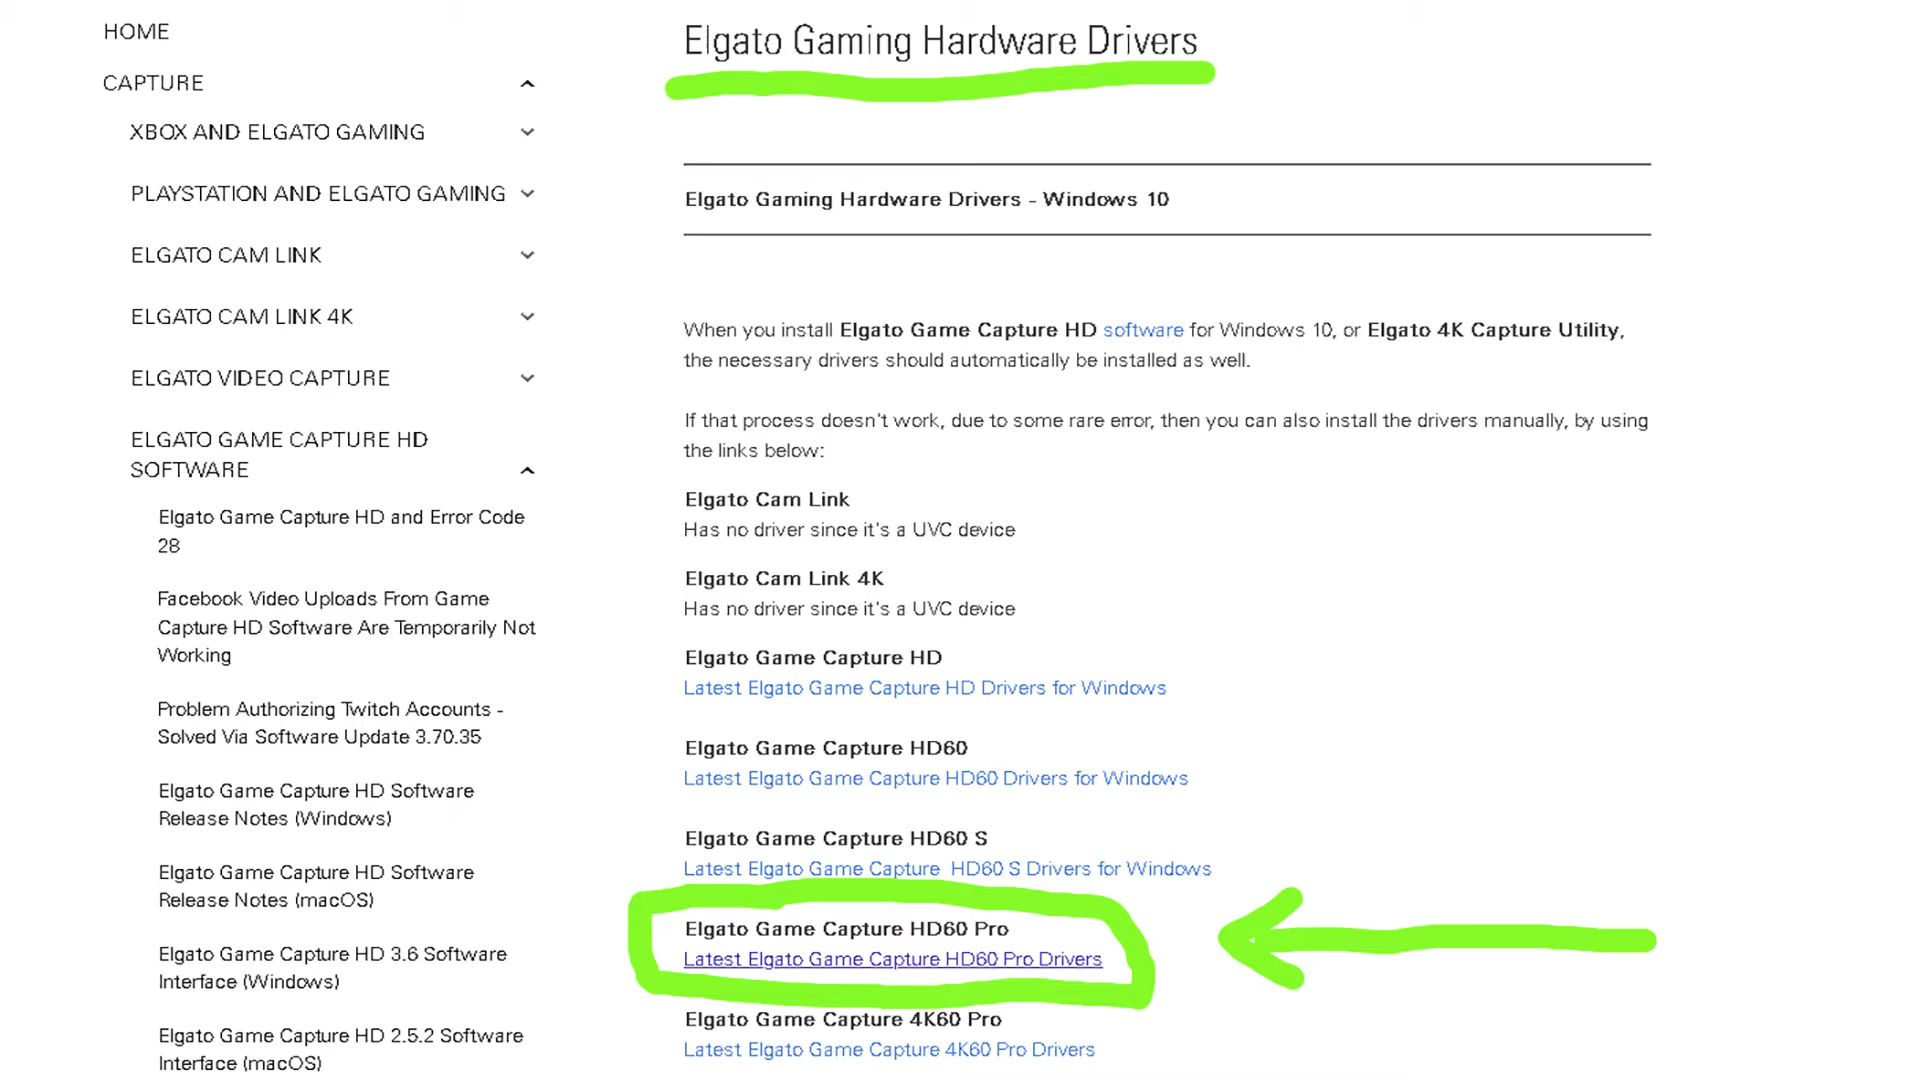 HOME
CAPTURE
XBOX AND ELGATO GAMING
PLAYSTATION AND ELGATO GAMING
ELGATO CAM LINK
ELGATO CAM LINK 4K
ELGATO VIDEO CAPTURE
ELGATO GAME CAPTURE HD
SOFTWARE
Elgato Game Capture HD and Error Code
28
Facebook Video Uploads From Game
Capture HD Software Are Temporarily Not
Working
Problem Authorizing Twitch Accounts -
Solved Via Software Update 3.70.35
Elgato Game Capture HD Software
Release Notes (Windows)
Elgato Game Capture HD Software
Release Notes (macOS)
Elgato Game Capture HD 3.6 Software
Interface (Windows)
Elgato Game Capture HD 2.5.2 Software
Interface (macOS)
Elgato Gaming Hardware Drivers
Elgato Gaming Hardware Drivers - Windows 10
When you install Elgato Game Capture HD software for Windows 10, or Elgato 4K Capture Utility,
the necessary drivers should automatically be installed as well.
If that process doesn't work, due to some rare error, then you can also install the drivers manually, by using
the links below:
Elgato Cam Link
Has no driver since it's a UVC device
Elgato Cam Link 4K
Has no driver since it's a UVC device
Elgato Game Capture HD
Latest Elgato Game Capture HD Drivers for Windows
Elgato Game Capture HD60
Latest Elgato Game Capture HD60 Drivers for Windows
Elgato Game Capture HD60 S
Latest Elgato Game Capture  HD60 S Drivers for Windows
Elgato Game Capture HD60 Pro
Latest Elgato Game Capture HD60 Pro Drivers
Elgato Game Capture 4K60 Pro
Latest Elgato Game Capture 4K60 Pro Drivers